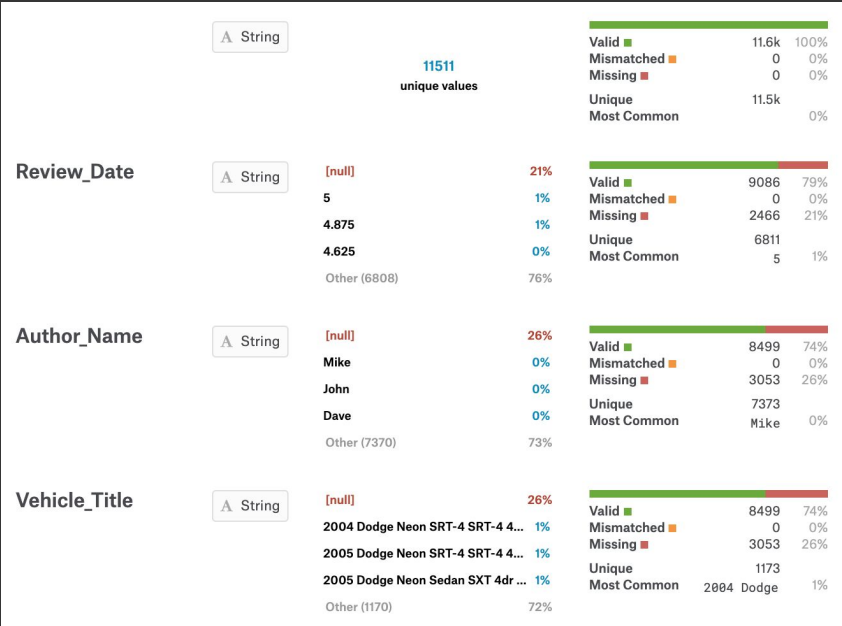 A String
11511
unique values
Valid 11.6k 100%
Mismatched 0 0%
Missing 0 0%
Unique 11.5k
Most Common 0%
Review_Date
A String
[null] 21%
5 1%
4.875 1%
4.625 0%
Other (6808) 76%
Valid 9086 79%
Mismatched 0 0%
Missing 2466 21%
Unique 6811
Most Common 5 1%
Author_Name
A String
[null] 26%
Mike 0%
John 0%
Dave 0%
Other (7370) 73%
Valid 8499 74%
Mismatched 0 0%
Missing 3053 26%
Unique 7373
Most Common Mike 0%
Vehicle_Title
A String
[null] 26%
2004 Dodge Neon SRT-4 SRT-4 4... 1%
2005 Dodge Neon SRT-4 SRT-4 4... 1%
2005 Dodge Neon Sedan SXT 4dr ... 1%
Other (1170) 72%
Valid 8499 74%
Mismatched 0 0%
Missing 3053 26%
Unique 1173
Most Common 2004 Dodge 1%